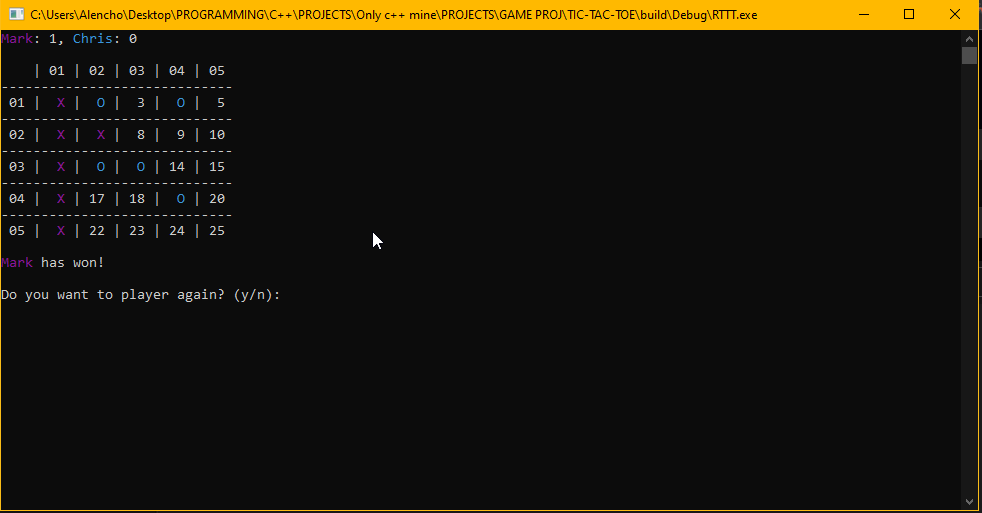 C:\Users\Alencho\Desktop\PROGRAMMING\C++\PROJECTS\Only c++ mine\PROJECTS\GAME PROJ\TIC-TAC-TOE\build\Debug\RTTT.exe
Mark: 1, Chris: 0
| 01 | 02 | 03 | 04 | 05
-----------------------------
01 | X | O | 3 | O | 5
-----------------------------
02 | X | X | 8 | 9 | 10
-----------------------------
03 | X | O | O | 14 | 15
-----------------------------
04 | X | 17 | 18 | O | 20
-----------------------------
05 | X | 22 | 23 | 24 | 25
Mark has won!
Do you want to player again? (y/n):